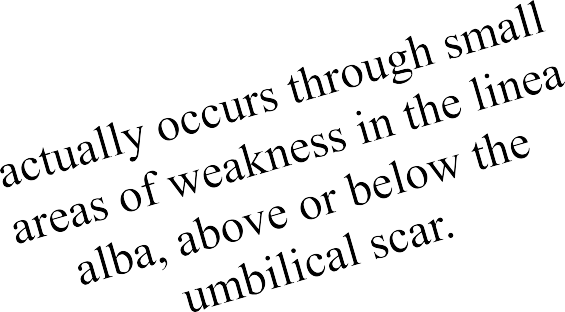 actually occurs through small
areas of weakness in the linea
alba, above or below the
umbilical scar.